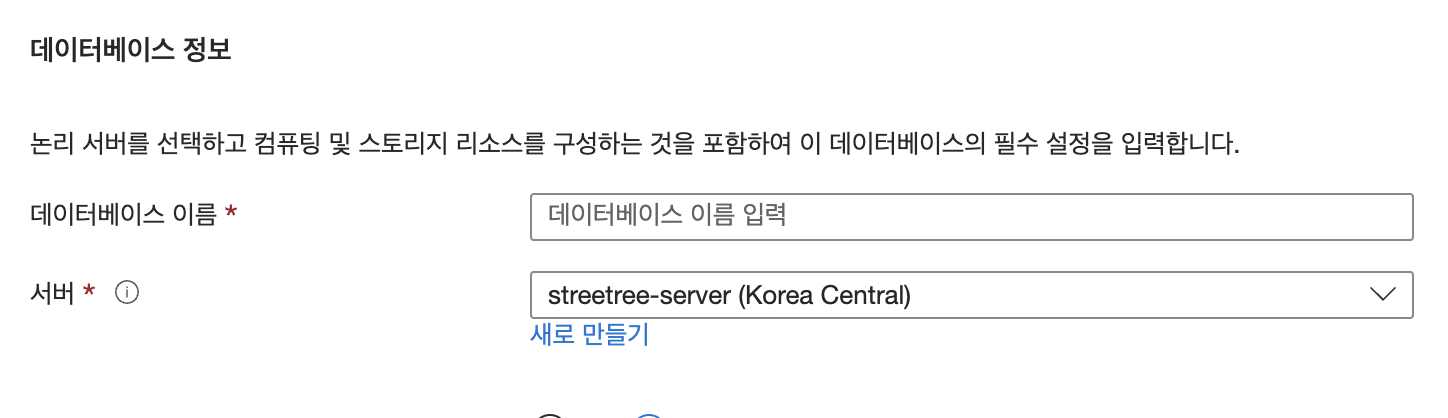 데이터베이스 정보
논리 서버를 선택하고 컴퓨팅 및 스토리지 리소스를 구성하는 것을 포함하여 이 데이터베이스의 필수 설정을 입력합니다.
데이터베이스 이름 *
데이터베이스 이름 입력
서버 *
streetree-server (Korea Central)
새로 만들기